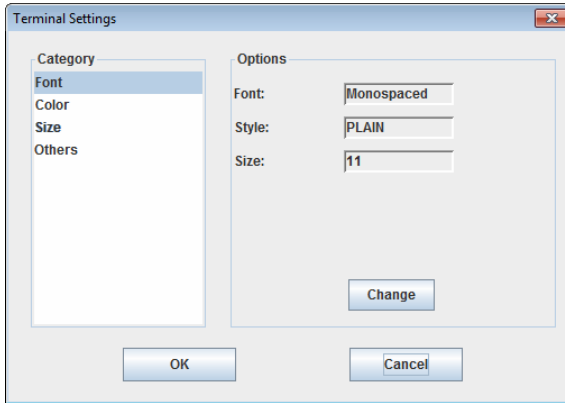 Terminal Settings
Category
Font
Color
Size
Others
Options
Font: Monospaced
Style: PLAIN
Size: 11
Change
OK
Cancel